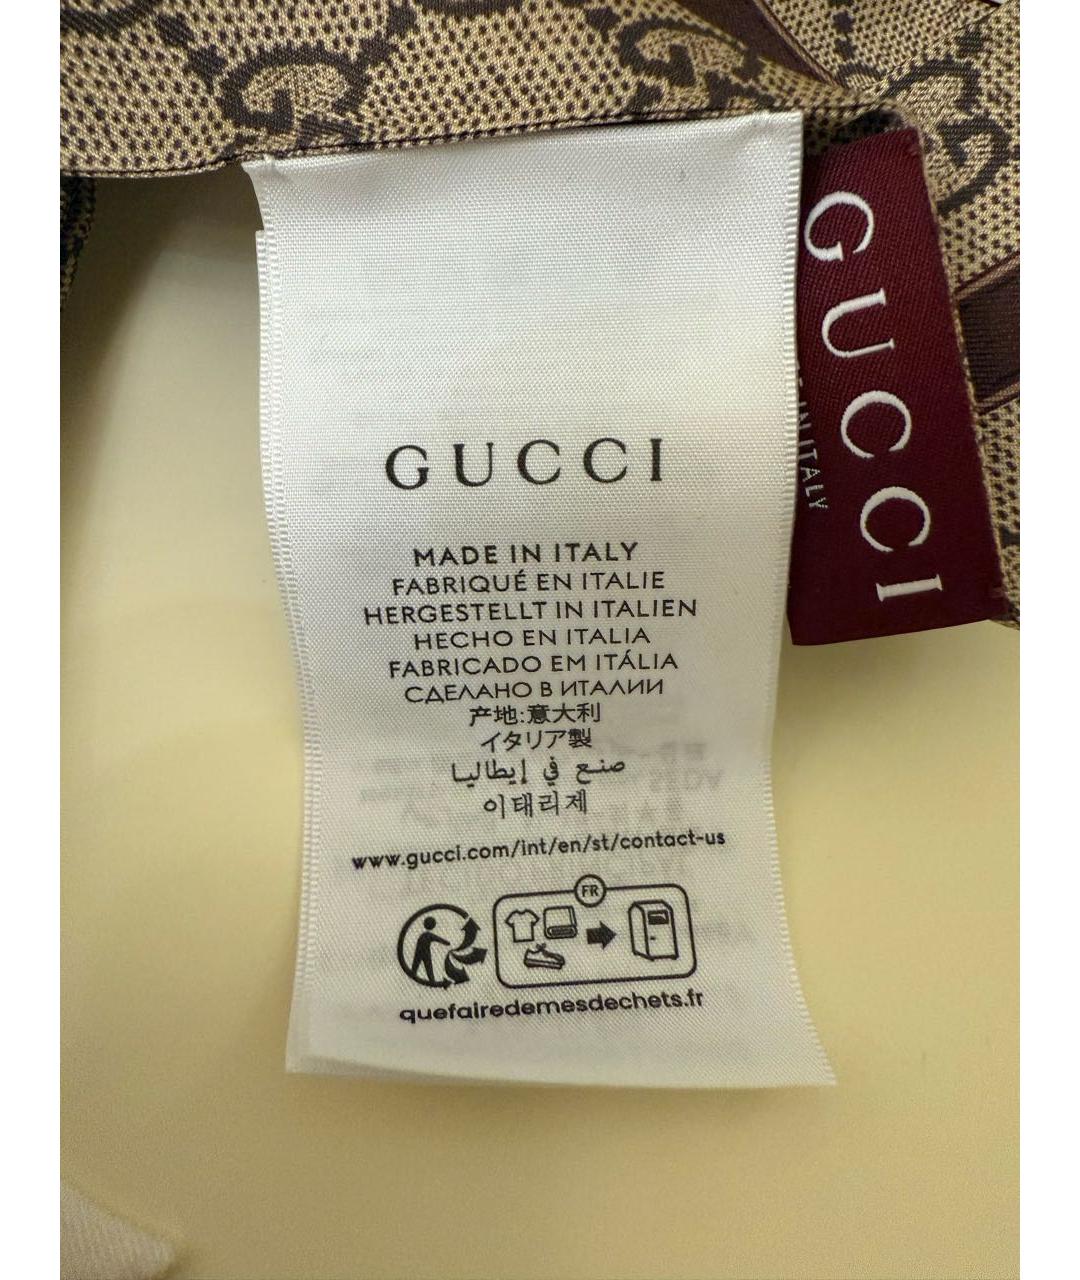 GUCCI
MADE IN ITALY
FABRIQUÉ EN ITALIE
HERGESTELLT IN ITALIEN
HECHO EN ITALIA
FABRICADO EM ITÁLIA
СДЕЛАНО В ИТАЛИИ
产地:意大利
イタリア製
صنع في إيطاليا
이태리제
www.gucci.com/int/en/st/contact-us
FR
quefairedemesdechets.fr
GUCCI
IN ITALY